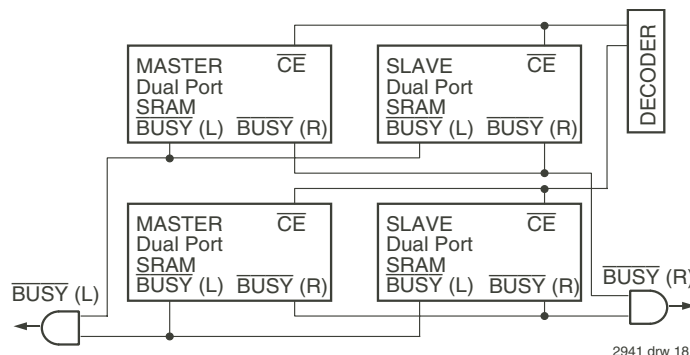 MASTER
Dual Port
SRAM
BUSY (L) BUSY (R)
CE
SLAVE
Dual Port
SRAM
BUSY (L) BUSY (R)
CE
DECODER
MASTER
Dual Port
SRAM
BUSY (L) BUSY (R)
CE
SLAVE
Dual Port
SRAM
BUSY (L) BUSY (R)
CE
BUSY (L)
BUSY (R)
2941 drw 18